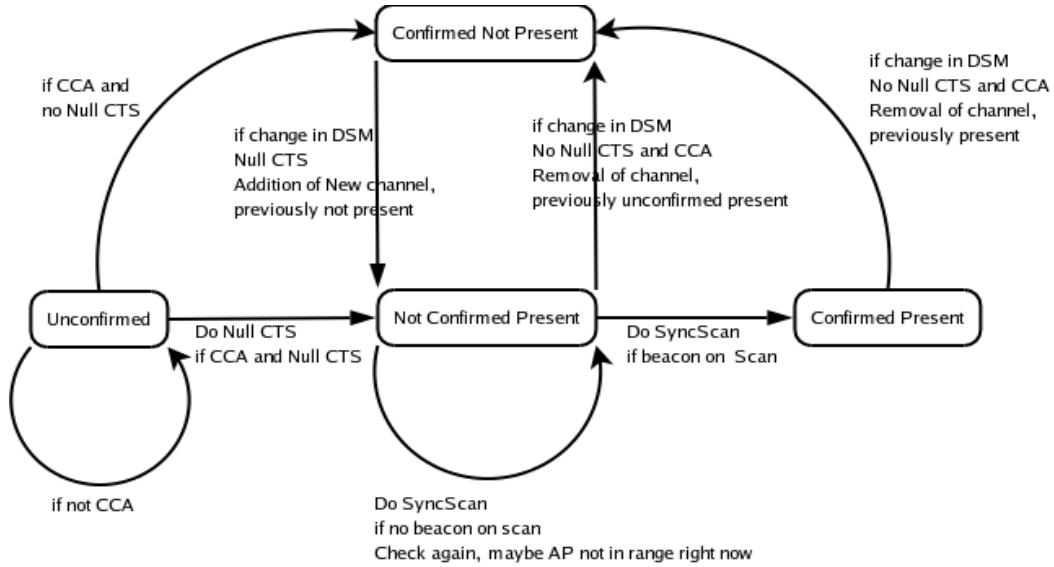 Confirmed Not Present
if CCA and
no Null CTS
if change in DSM
Null CTS
Addition of New channel,
previously not present
if change in DSM
No Null CTS and CCA
Removal of channel,
previously unconfirmed present
if change in DSM
No Null CTS and CCA
Removal of channel,
previously present
Unconfirmed
Do Null CTS
if CCA and Null CTS
Not Confirmed Present
Do SyncScan
if beacon on Scan
Confirmed Present
if not CCA
Do SyncScan
if no beacon on scan
Check again, maybe AP not in range right now